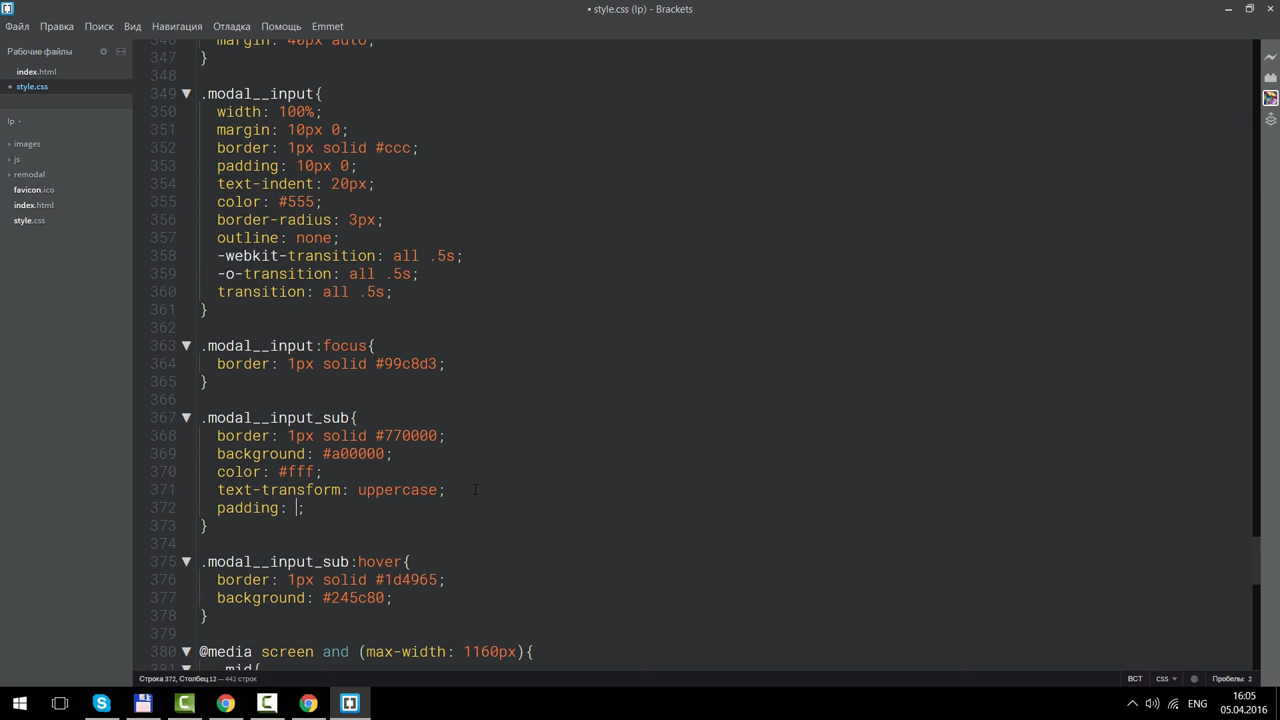 • style.css (lp) - Brackets
Файл Правка Поиск Вид Навигация Отладка Помощь Emmet
Рабочие файлы
index.html
• style.css
lp
images
js
remodal
favicon.ico
index.html
style.css
346 margin: 40px auto;
347 }
348
349 .modal__input{
350 width: 100%;
351 margin: 10px 0;
352 border: 1px solid #ccc;
353 padding: 10px 0;
354 text-indent: 20px;
355 color: #555;
356 border-radius: 3px;
357 outline: none;
358 -webkit-transition: all .5s;
359 -o-transition: all .5s;
360 transition: all .5s;
361 }
362
363 .modal__input:focus{
364 border: 1px solid #99c8d3;
365 }
366
367 .modal__input_sub{
368 border: 1px solid #770000;
369 background: #a00000;
370 color: #fff;
371 text-transform: uppercase;
372 padding: ;
373 }
374
375 .modal__input_sub:hover{
376 border: 1px solid #1d4965;
377 background: #245c80;
378 }
379
380 @media screen and (max-width: 1160px){
381 .mid{
Строка 372, Столбец 12 — 442 строк
ВСТ css Пробелы: 2
ENG
16:05
05.04.2016